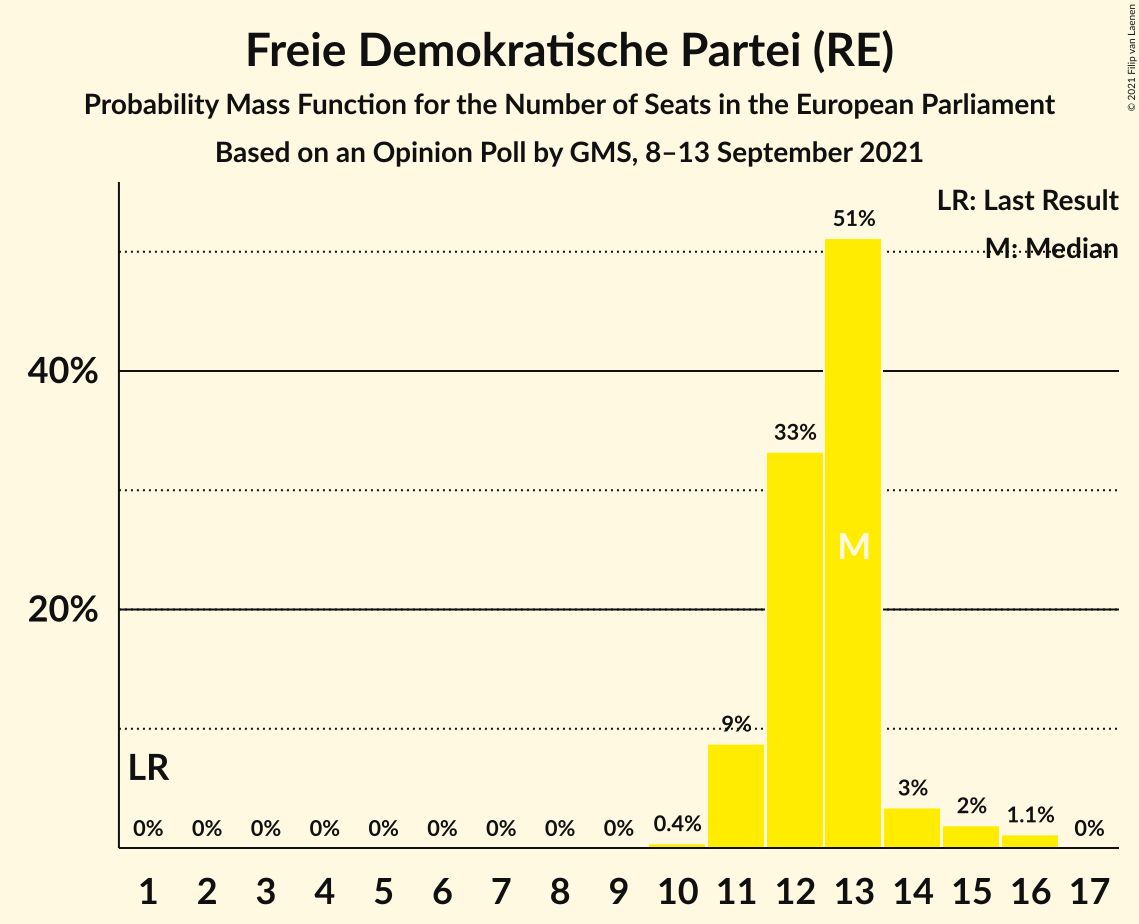 Freie Demokratische Partei (RE)
Probability Mass Function for the Number of Seats in the European Parliament
Based on an Opinion Poll by GMS, 8–13 September 2021
© 2021 Filip van Laenen
LR: Last Result
M: Median
51%
40%
33%
M
20%
9%
LR
0% 0% 0% 0% 0% 0% 0% 0% 0% 0.4% 3% 2% 1.1% 0%
1 2 3 4 5 6 7 8 9 10 11 12 13 14 15 16 17